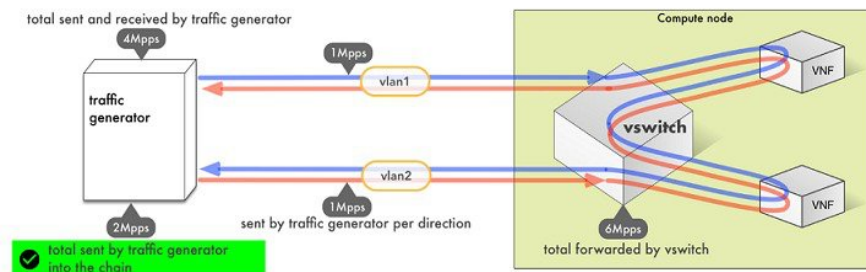 total sent and received by traffic generator
4Mpps
1Mpps
vlan1
traffic
generator
Compute node
VNF
vswitch
vlan2
1Mpps
sent by traffic generator per direction
2Mpps
total sent by traffic generator
into the chain
6Mpps
total forwarded by vswitch
VNF